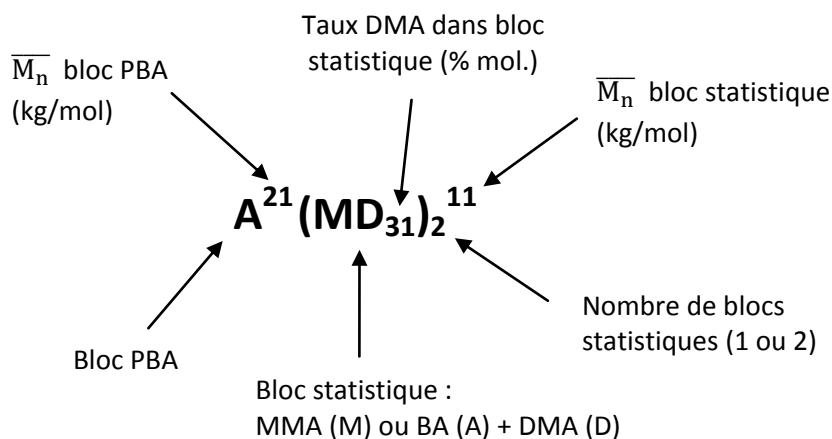 Taux DMA dans bloc
statistique (% mol.)
M̅n̅ bloc PBA
(kg/mol)
M̅n̅ bloc statistique
(kg/mol)
A²¹(MD₃₁)₂¹¹
Bloc PBA
Nombre de blocs
statistiques (1 ou 2)
Bloc statistique :
MMA (M) ou BA (A) + DMA (D)